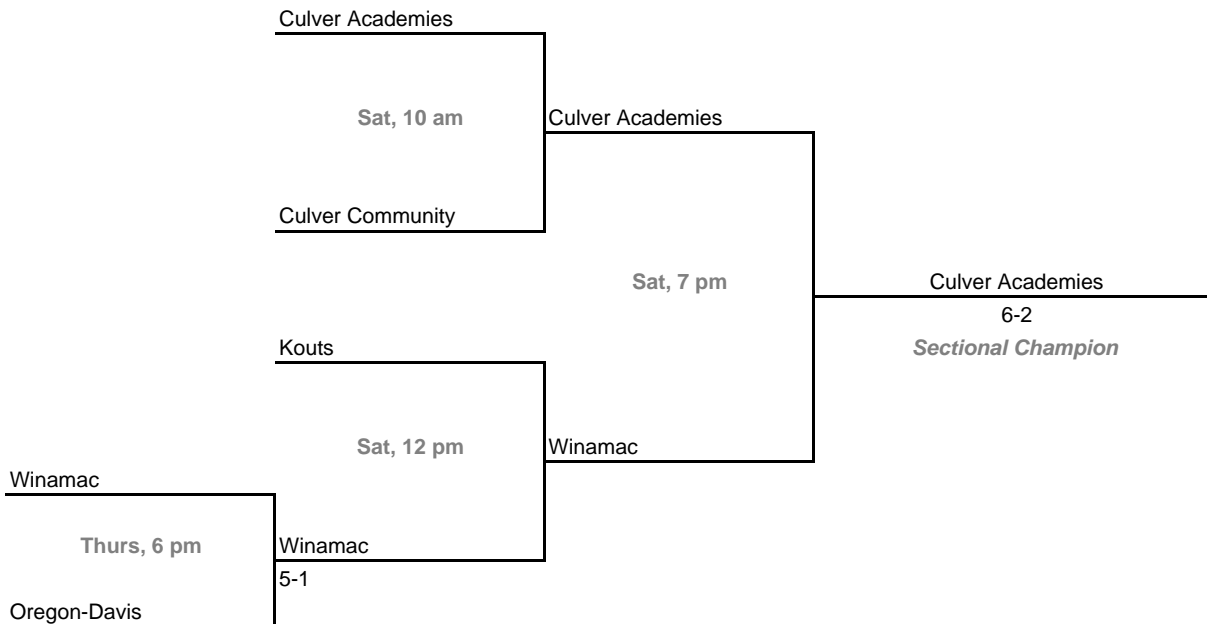 Culver Academies
Sat, 10 am
Culver Academies
Culver Community
Sat, 7 pm
Culver Academies
6-2
Kouts
Sectional Champion
Sat, 12 pm
Winamac
Winamac
Thurs, 6 pm
Winamac
5-1
Oregon-Davis